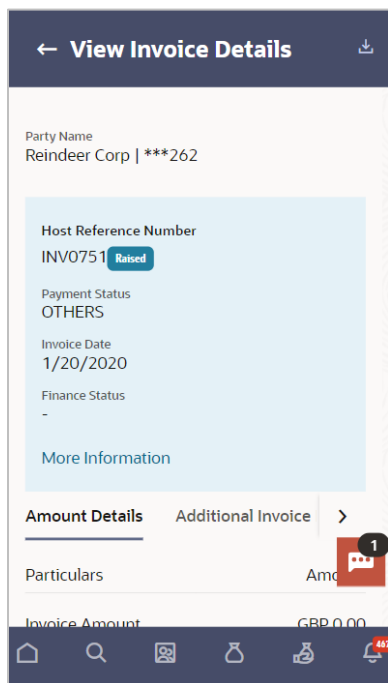 ← View Invoice Details
Party Name
Reindeer Corp | ***262
Host Reference Number
INV0751 Raised
Payment Status
OTHERS
Invoice Date
1/20/2020
Finance Status
-
More Information
Amount Details Additional Invoice >
1
Particulars
Invoice Amount GBP 0.00
467